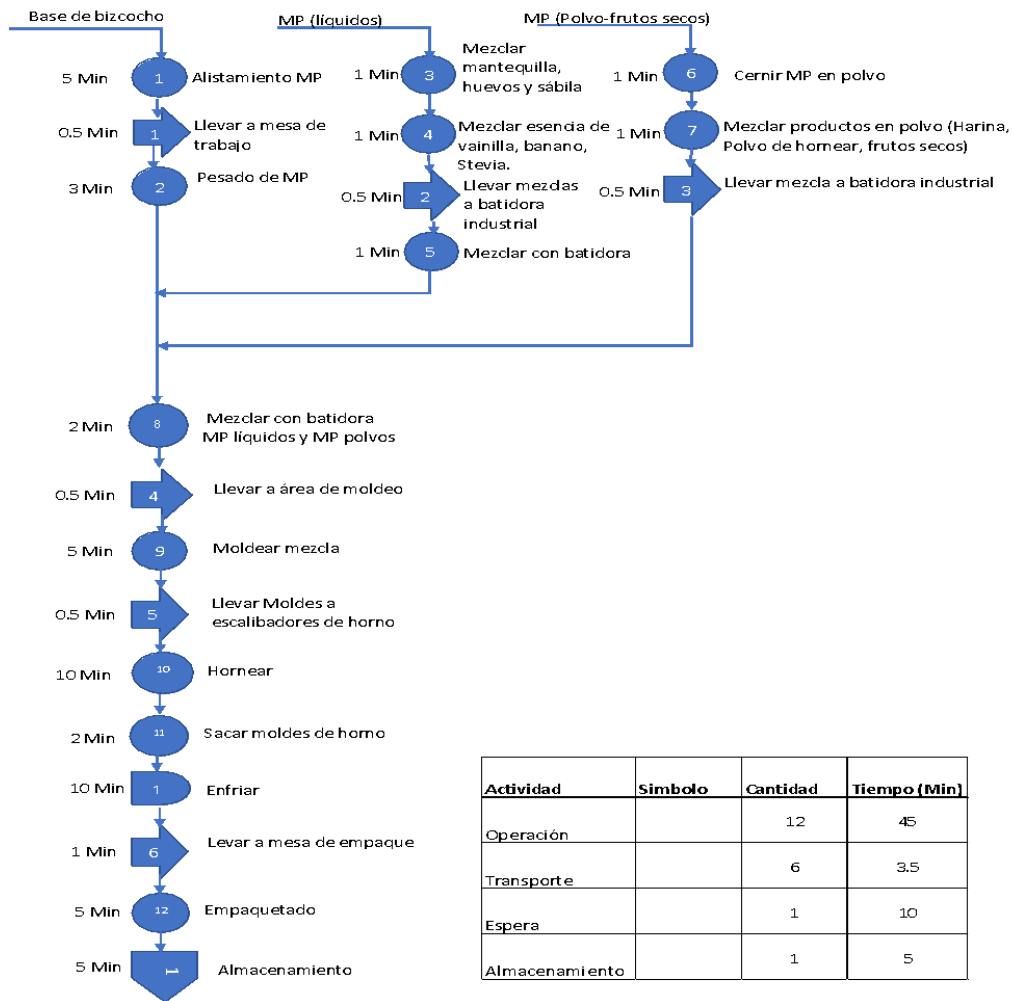 Base de bizcocho
5 Min 1 Alistamiento MP
0.5 Min 1 Llevar a mesa de
trabajo
3 Min 2 Pesado de MP
MP (líquidos)
1 Min 3 Mezclar
mantequilla,
huevos y sábila
1 Min 4 Mezclar esencia de
vainilla, banano,
Stevia.
0.5 Min 2 Llevar mezclas
a batidora
industrial
1 Min 5 Mezclar con batidora
MP (Polvo-frutos secos)
1 Min 6 Cernir MP en polvo
1 Min 7 Mezclar productos en polvo (Harina,
Polvo de hornear, frutos secos)
0.5 Min 3 Llevar mezcla a batidora industrial
2 Min 8 Mezclar con batidora
MP líquidos y MP polvos
0.5 Min 4 Llevar a área de moldeo
5 Min 9 Moldear mezcla
0.5 Min 5 Llevar Moldes a
escalibadores de horno
10 Min 10 Hornear
2 Min 11 Sacar moldes de horno
10 Min 1 Enfriar
1 Min 6 Levar a mesa de empaque
5 Min 12 Empaquetado
5 Min 1 Almacenamiento
Actividad Simbolo Cantidad Tiempo (Min)
Operación 12 45
Transporte 6 3.5
Espera 1 10
Almacenamiento 1 5